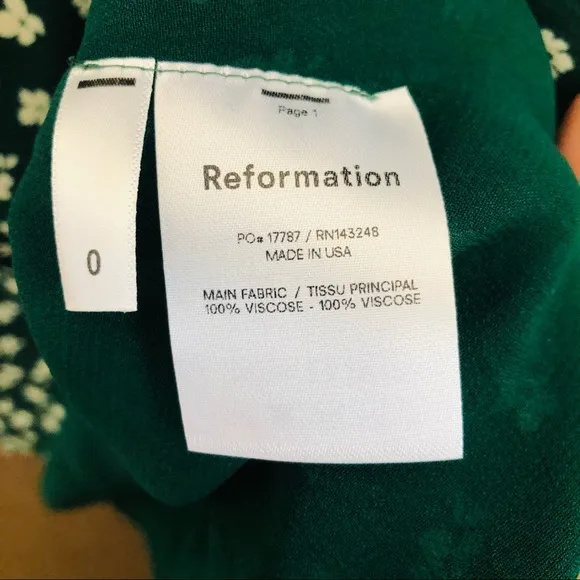 0
Page 1
Reformation
PO# 17787 / RN143248
MADE IN USA
MAIN FABRIC / TISSU PRINCIPAL
100% VISCOSE - 100% VISCOSE